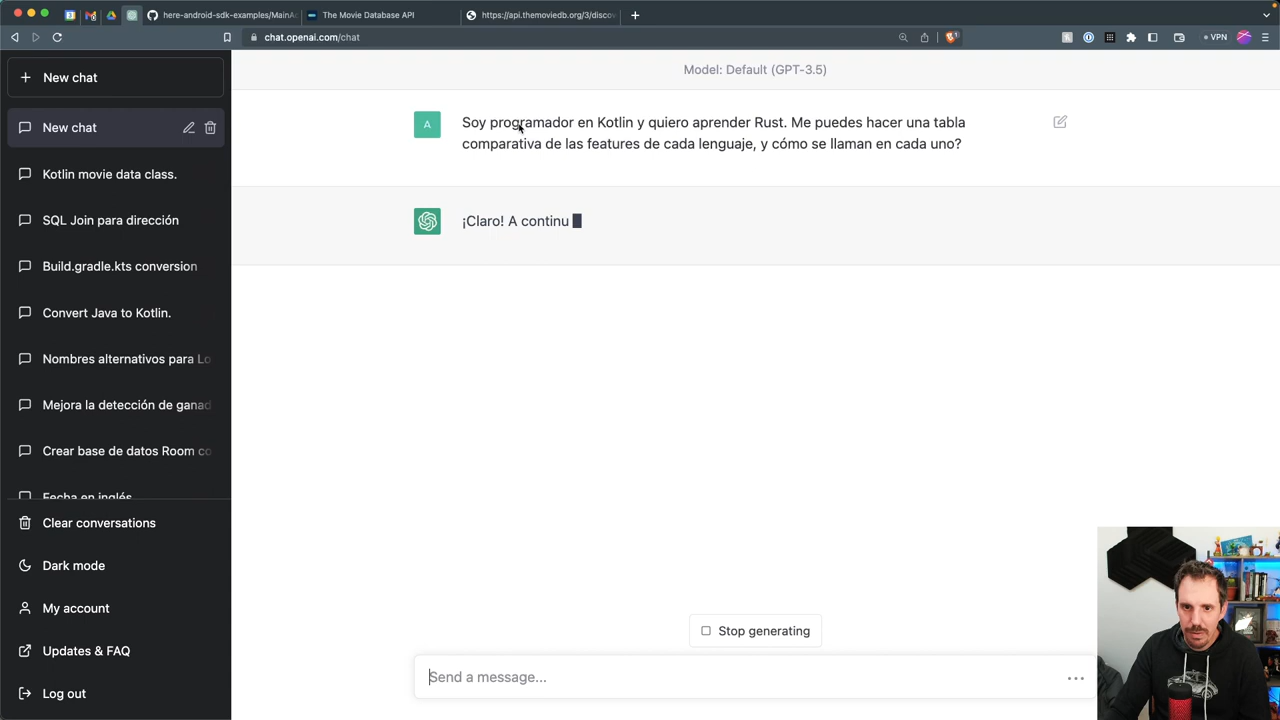 here-android-sdk-examples/MainAc
The Movie Database API
https://api.themoviedb.org/3/discov
chat.openai.com/chat
VPN
New chat
New chat
Kotlin movie data class.
SQL Join para dirección
Build.gradle.kts conversion
Convert Java to Kotlin.
Nombres alternativos para Lo
Mejora la detección de ganad
Crear base de datos Room co
Fecha en inglés
Clear conversations
Dark mode
My account
Updates & FAQ
Log out
Model: Default (GPT-3.5)
A
Soy programador en Kotlin y quiero aprender Rust. Me puedes hacer una tabla
comparativa de las features de cada lenguaje, y cómo se llaman en cada uno?
¡Claro! A continu
Stop generating
Send a message...